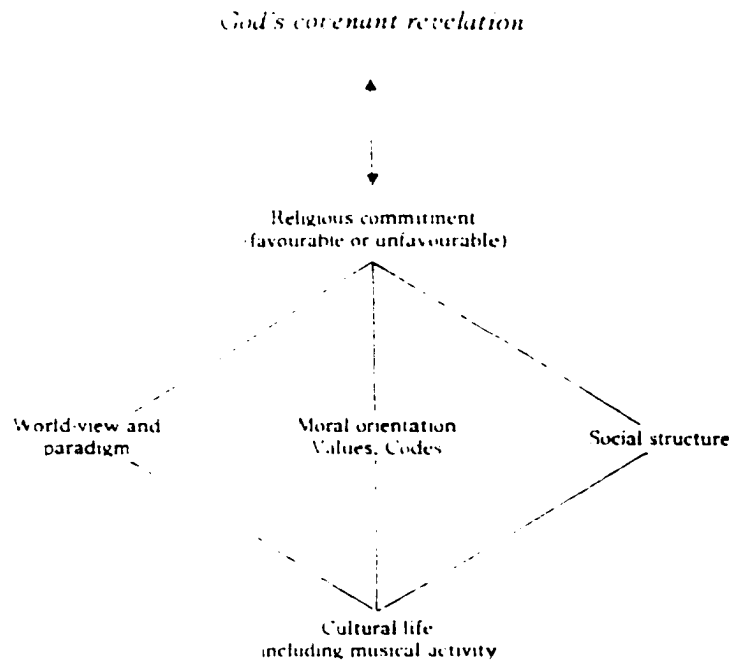 God's covenant revelation
Religious commitment
(favourable or unfavourable)
World-view and
paradigm
Moral orientation
Values, Codes
Social structure
Cultural life
including musical activity